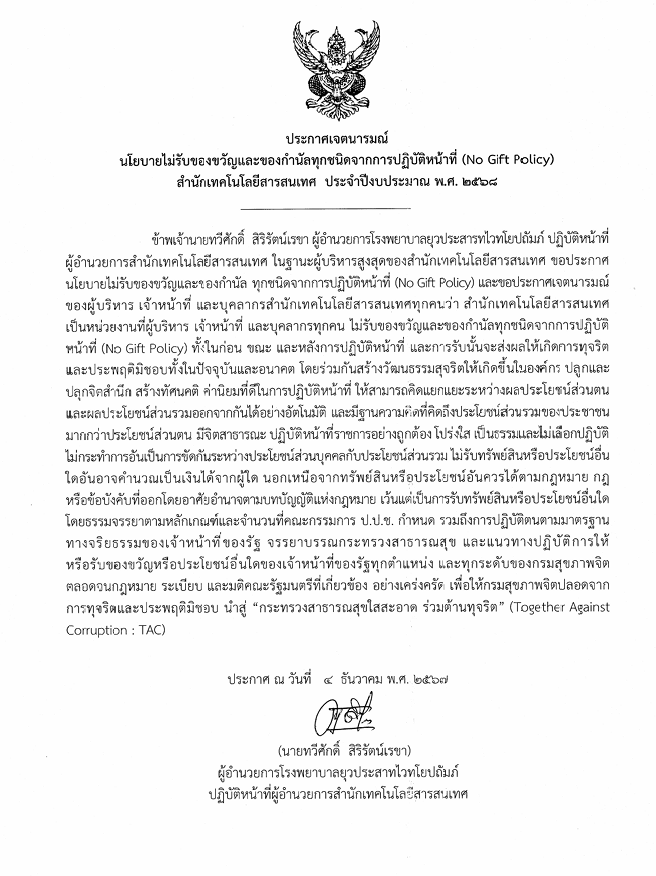 ประกาศเจตนารมณ์
นโยบายไม่รับของขวัญและของกำนัลทุกชนิดจากการปฏิบัติหน้าที่ (No Gift Policy)
สำนักเทคโนโลยีสารสนเทศ ประจำปีงบประมาณ พ.ศ. ๒๕๖๘
ข้าพเจ้านายทวีศักดิ์ สิริรัตน์เรขา ผู้อำนวยการโรงพยาบาลยุวประสาทไวทโยปถัมภ์ ปฏิบัติหน้าที่
ผู้อำนวยการสำนักเทคโนโลยีสารสนเทศ ในฐานะผู้บริหารสูงสุดของสำนักเทคโนโลยีสารสนเทศ ขอประกาศ
นโยบายไม่รับของขวัญและของกำนัล ทุกชนิดจากการปฏิบัติหน้าที่ (No Gift Policy) และขอประกาศเจตนารมณ์
ของผู้บริหาร เจ้าหน้าที่ และบุคลากรสำนักเทคโนโลยีสารสนเทศทุกคนว่า สำนักเทคโนโลยีสารสนเทศ
เป็นหน่วยงานที่ผู้บริหาร เจ้าหน้าที่ และบุคลากรทุกคน ไม่รับของขวัญและของกำนัลทุกชนิดจากการปฏิบัติ
หน้าที่ (No Gift Policy) ทั้งในก่อน ขณะ และหลังการปฏิบัติหน้าที่ และการรับนั้นจะส่งผลให้เกิดการทุจริต
และประพฤติมิชอบทั้งในปัจจุบันและอนาคต โดยร่วมกันสร้างวัฒนธรรมสุจริตให้เกิดขึ้นในองค์กร ปลูกและ
ปลุกจิตสำนึก สร้างทัศนคติ ค่านิยมที่ดีในการปฏิบัติหน้าที่ ให้สามารถคิดแยกแยะระหว่างผลประโยชน์ส่วนตน
และผลประโยชน์ส่วนรวมออกจากกันได้อย่างอัตโนมัติ และมีฐานความคิดที่คิดถึงประโยชน์ส่วนรวมของประชาชน
มากกว่าประโยชน์ส่วนตน มีจิตสาธารณะ ปฏิบัติหน้าที่ราชการอย่างถูกต้อง โปร่งใส เป็นธรรมและไม่เลือกปฏิบัติ
ไม่กระทำการอันเป็นการขัดกันระหว่างประโยชน์ส่วนบุคคลกับประโยชน์ส่วนรวม ไม่รับทรัพย์สินหรือประโยชน์อื่น
ใดอันอาจคำนวณเป็นเงินได้จากผู้ใด นอกเหนือจากทรัพย์สินหรือประโยชน์อันควรได้ตามกฎหมาย กฎ
หรือข้อบังคับที่ออกโดยอาศัยอำนาจตามบทบัญญัติแห่งกฎหมาย เว้นแต่เป็นการรับทรัพย์สินหรือประโยชน์อื่นใด
โดยธรรมจรรยาตามหลักเกณฑ์และจำนวนที่คณะกรรมการ ป.ป.ช. กำหนด รวมถึงการปฏิบัติตนตามมาตรฐาน
ทางจริยธรรมของเจ้าหน้าที่ของรัฐ จรรยาบรรณกระทรวงสาธารณสุข และแนวทางปฏิบัติการให้
หรือรับของขวัญหรือประโยชน์อื่นใดของเจ้าหน้าที่ของรัฐทุกตำแหน่ง และทุกระดับของกรมสุขภาพจิต
ตลอดจนกฎหมาย ระเบียบ และมติคณะรัฐมนตรีที่เกี่ยวข้อง อย่างเคร่งครัด เพื่อให้กรมสุขภาพจิตปลอดจาก
การทุจริตและประพฤติมิชอบ นำสู่ “กระทรวงสาธารณสุขใสสะอาด ร่วมต้านทุจริต” (Together Against
Corruption : TAC)
ประกาศ ณ วันที่ ๔ ธันวาคม พ.ศ. ๒๕๖๗
(นายทวีศักดิ์ สิริรัตน์เรขา)
ผู้อำนวยการโรงพยาบาลยุวประสาทไวทโยปถัมภ์
ปฏิบัติหน้าที่ผู้อำนวยการสำนักเทคโนโลยีสารสนเทศ